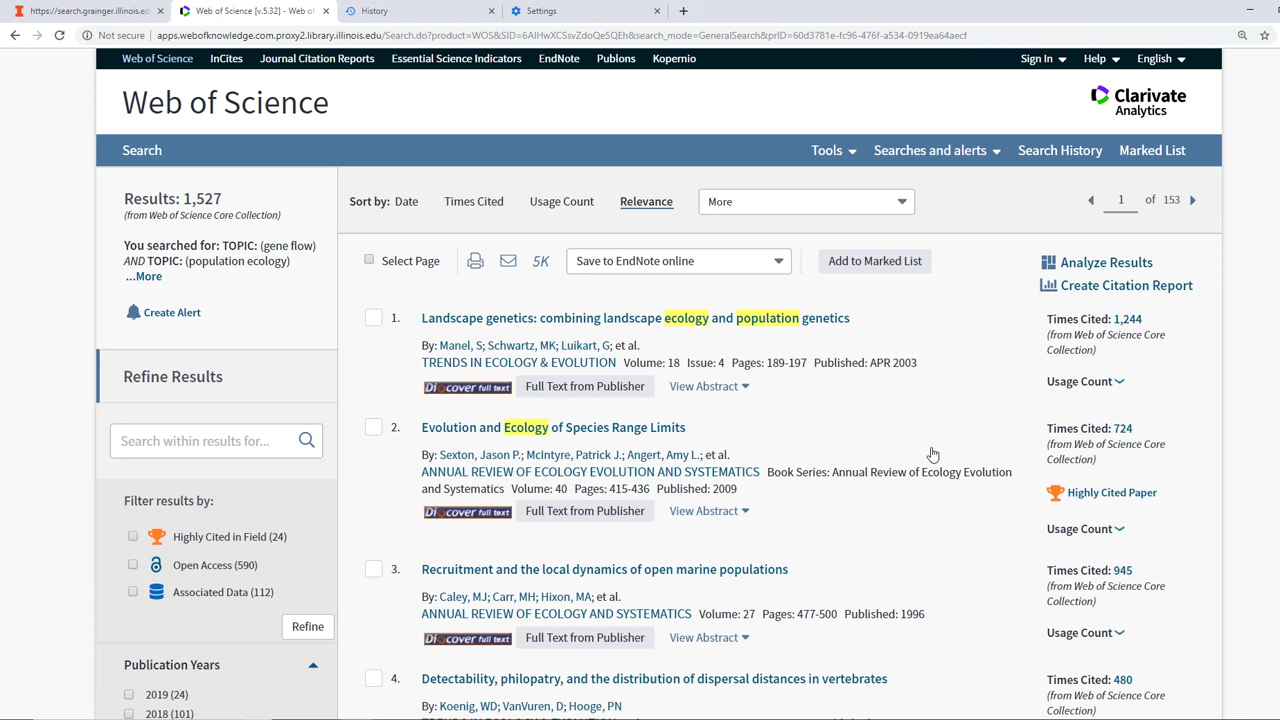 https://search.grainger.illinois.ed
Web of Science [v.5.32] - Web of
History
Settings
Not secure
apps.webofknowledge.com.proxy2.library.illinois.edu/Search.do?product=WOS&SID=6AIHwXCSsvZdoQe5QEh&search_mode=GeneralSearch&prID=60d3781e-fc96-476f-a534-0919ea64aecf
Web of Science InCites Journal Citation Reports Essential Science Indicators EndNote Publons Kopernio Sign In Help English
Web of Science
Clarivate
Analytics
Search Tools Searches and alerts Search History Marked List
Results: 1,527
(from Web of Science Core Collection)
You searched for: TOPIC: (gene flow)
AND TOPIC: (population ecology)
...More
Create Alert
Refine Results
Search within results for...
Filter results by:
Highly Cited in Field (24)
Open Access (590)
Associated Data (112)
Refine
Publication Years
2019 (24)
2018 (101)
Sort by: Date Times Cited Usage Count Relevance More
1 of 153
Select Page 5K Save to EndNote online Add to Marked List
Analyze Results
Create Citation Report
1. Landscape genetics: combining landscape ecology and population genetics
By: Manel, S; Schwartz, MK; Luikart, G; et al.
TRENDS IN ECOLOGY & EVOLUTION Volume: 18 Issue: 4 Pages: 189-197 Published: APR 2003
Discover full text Full Text from Publisher View Abstract
Times Cited: 1,244
(from Web of Science Core
Collection)
Usage Count
2. Evolution and Ecology of Species Range Limits
By: Sexton, Jason P.; McIntyre, Patrick J.; Angert, Amy L.; et al.
ANNUAL REVIEW OF ECOLOGY EVOLUTION AND SYSTEMATICS Book Series: Annual Review of Ecology Evolution
and Systematics Volume: 40 Pages: 415-436 Published: 2009
Discover full text Full Text from Publisher View Abstract
Times Cited: 724
(from Web of Science Core
Collection)
Highly Cited Paper
Usage Count
3. Recruitment and the local dynamics of open marine populations
By: Caley, MJ; Carr, MH; Hixon, MA; et al.
ANNUAL REVIEW OF ECOLOGY AND SYSTEMATICS Volume: 27 Pages: 477-500 Published: 1996
Discover full text Full Text from Publisher View Abstract
Times Cited: 945
(from Web of Science Core
Collection)
Usage Count
4. Detectability, philopatry, and the distribution of dispersal distances in vertebrates
By: Koenig, WD; VanVuren, D; Hooge, PN
Times Cited: 480
(from Web of Science Core
Collection)